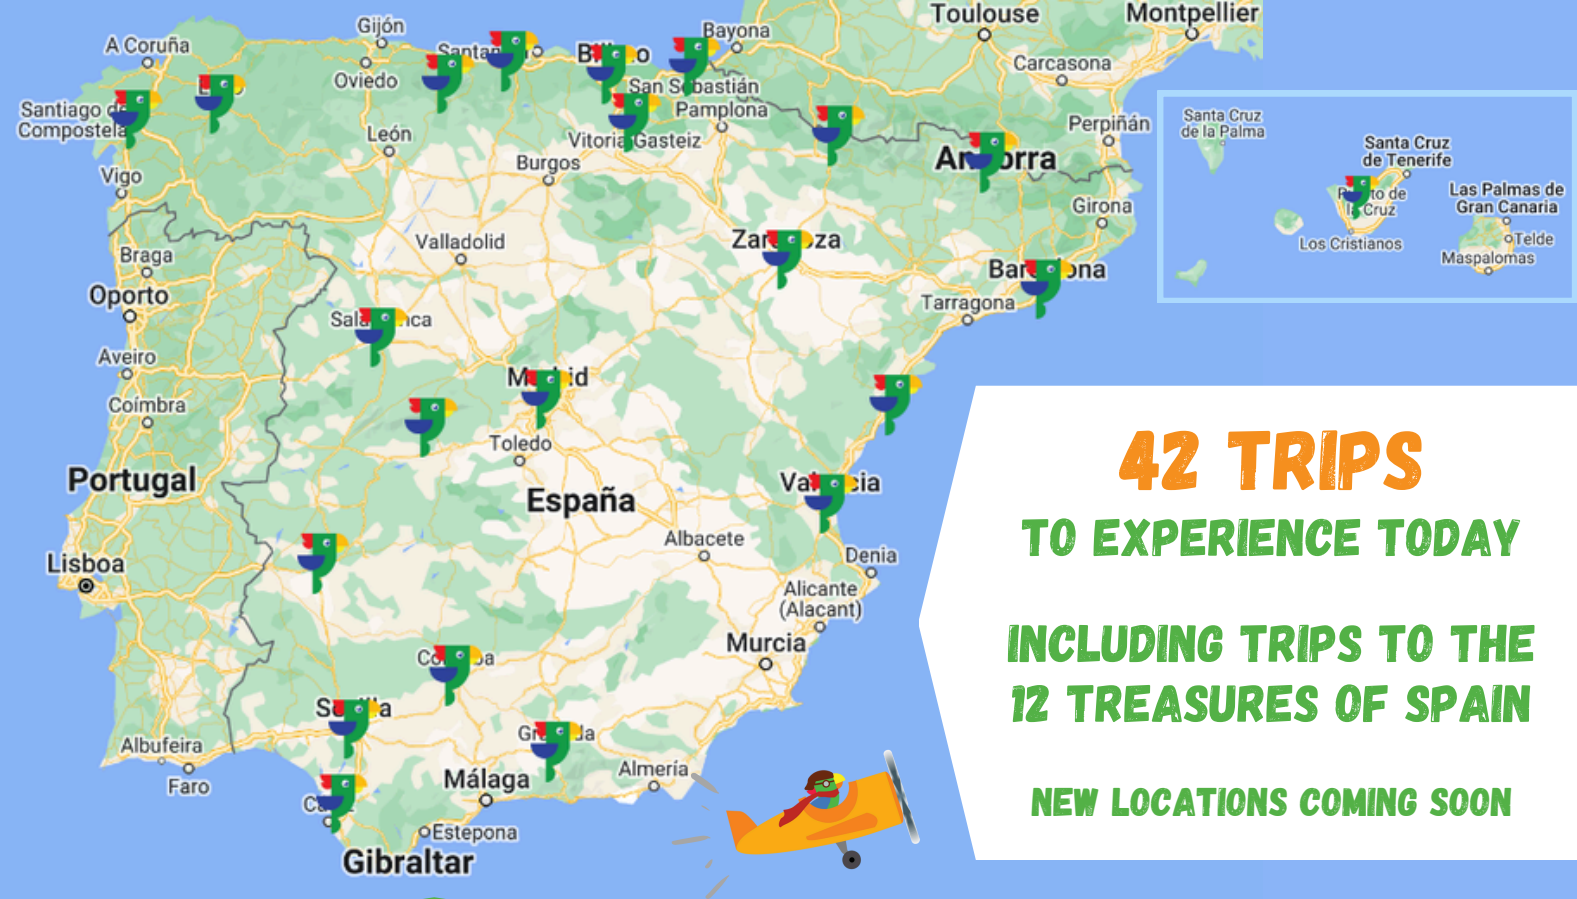 Toulouse
Montpellier
Gijón
Bayona
A Coruña
Carcasona
Oviedo
San Sebastián
Santiago de
Compostela
Pamplona
Perpiñán
León
Vitoria-Gasteiz
Burgos
Vigo
Girona
Valladolid
Braga
Oporto
Tarragona
Aveiro
Coímbra
Toledo
Portugal
España
Albacete
Denia
Lisboa
Alicante
(Alacant)
Murcia
Albufeira
Faro
Málaga
Almería
Estepona
Gibraltar
Santa Cruz
de la Palma
Santa Cruz
de Tenerife
Las Palmas de
Gran Canaria
Los Cristianos
Telde
Maspalomas
42 TRIPS
TO EXPERIENCE TODAY
INCLUDING TRIPS TO THE
12 TREASURES OF SPAIN
NEW LOCATIONS COMING SOON